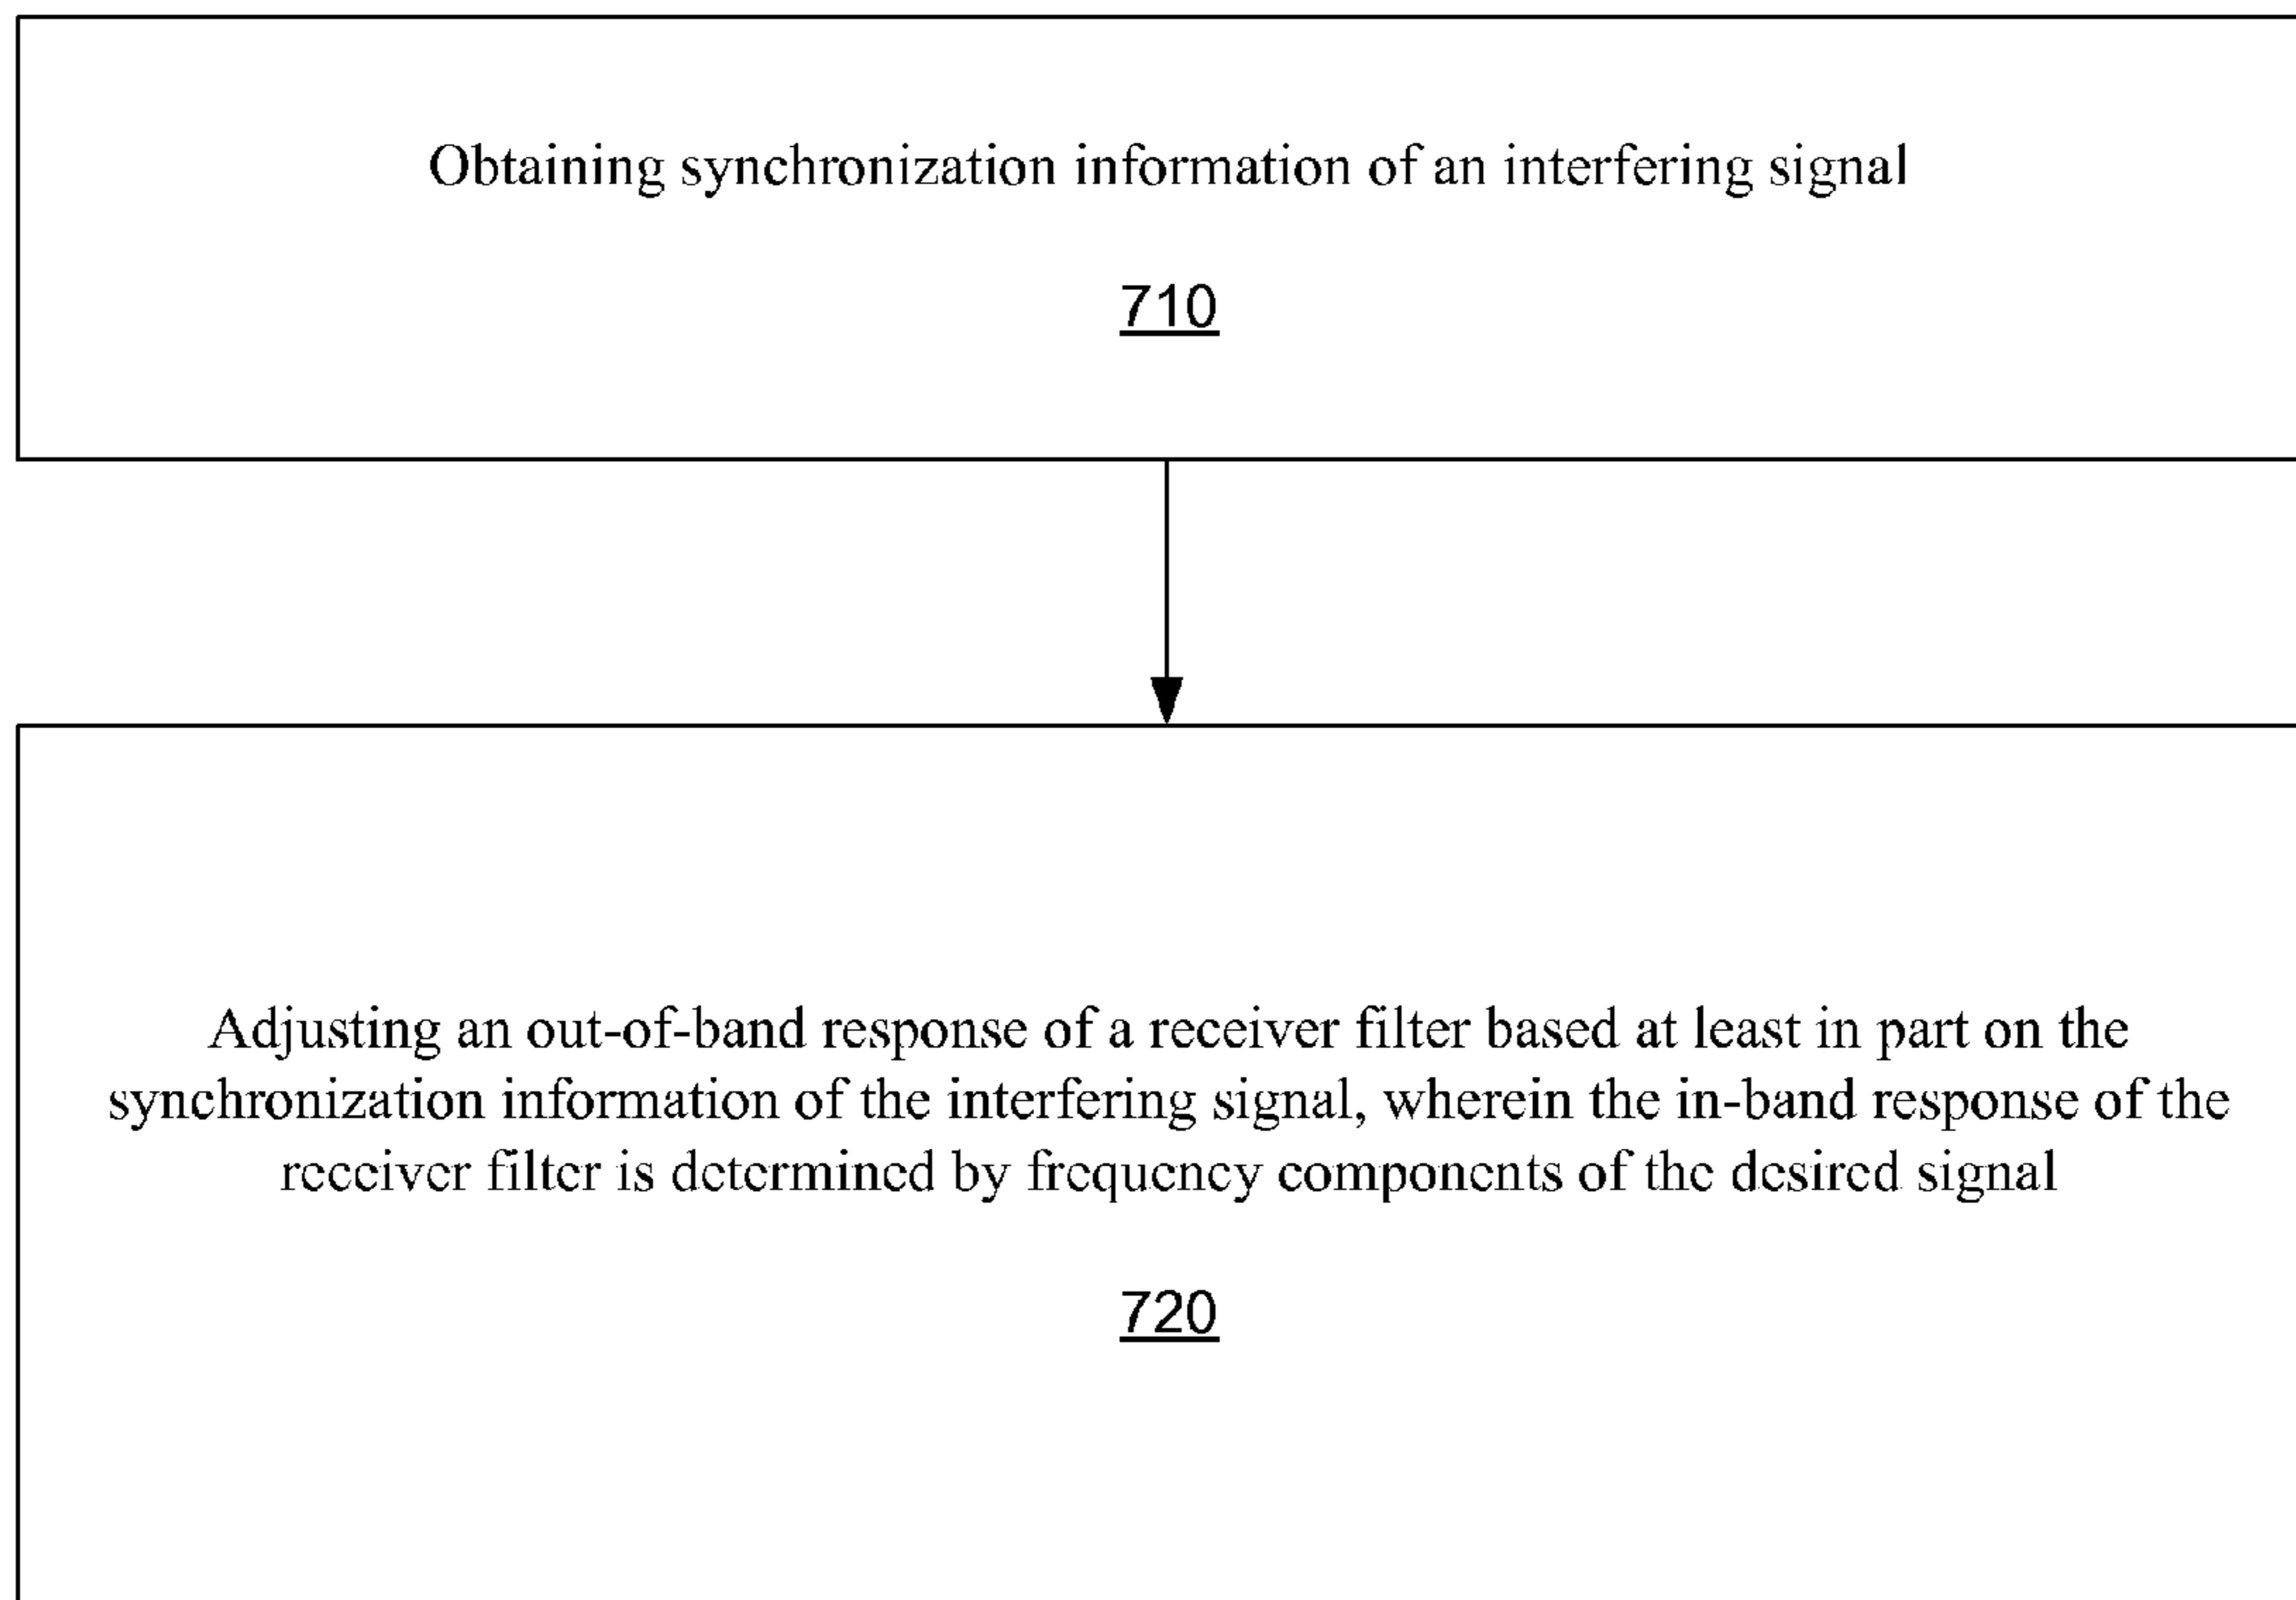 Obtaining synchronization information of an interfering signal
710
Adjusting an out-of-band response of a receiver filter based at least in part on the
synchronization information of the interfering signal, wherein the in-band response of the
receiver filter is determined by frequency components of the desired signal
720